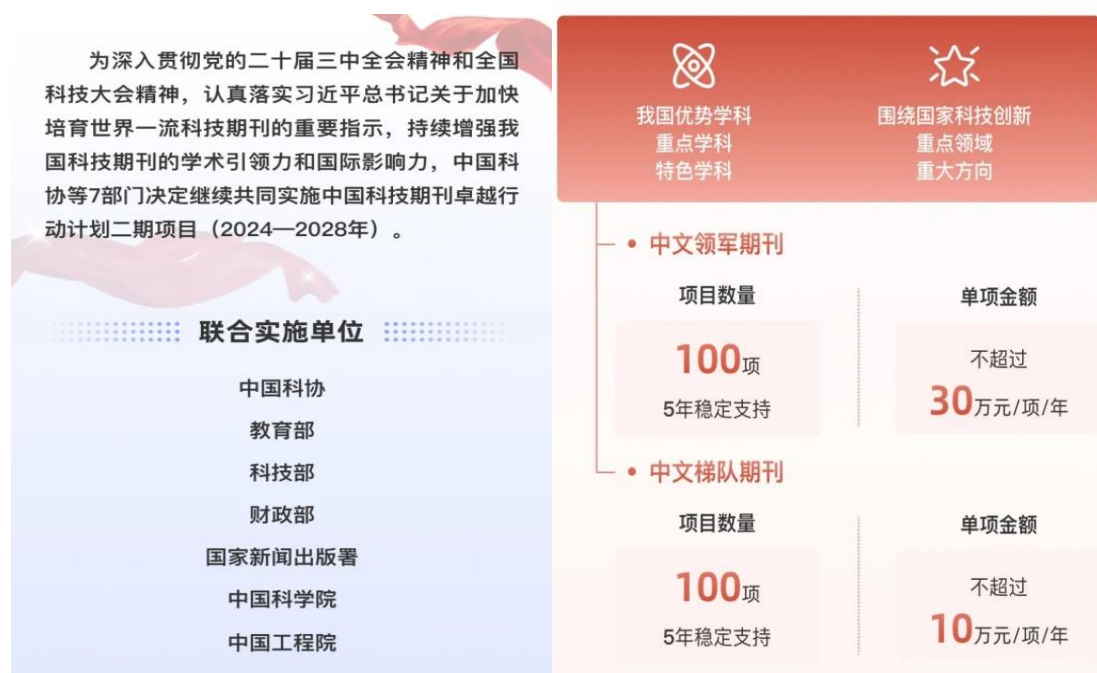 为深入贯彻党的二十届三中全会精神和全国
科技大会精神，认真落实习近平总书记关于加快
培育世界一流科技期刊的重要指示，持续增强我
国科技期刊的学术引领力和国际影响力，中国科
协等7部门决定继续共同实施中国科技期刊卓越行
动计划二期项目（2024—2028年）。
联合实施单位
中国科协
教育部
科技部
财政部
国家新闻出版署
中国科学院
中国工程院
我国优势学科
重点学科
特色学科
围绕国家科技创新
重点领域
重大方向
• 中文领军期刊
项目数量
100项
5年稳定支持
单项金额
不超过
30万元/项/年
• 中文梯队期刊
项目数量
100项
5年稳定支持
单项金额
不超过
10万元/项/年